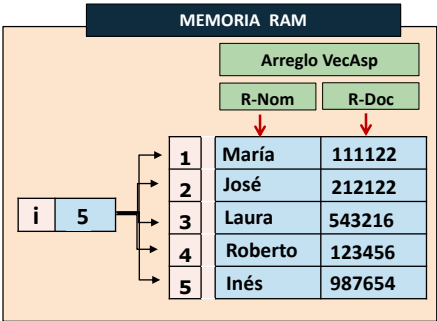 MEMORIA RAM
Arreglo VecAsp
R-Nom R-Doc
1 María 111122
2 José 212122
3 Laura 543216
i 5
4 Roberto 123456
5 Inés 987654